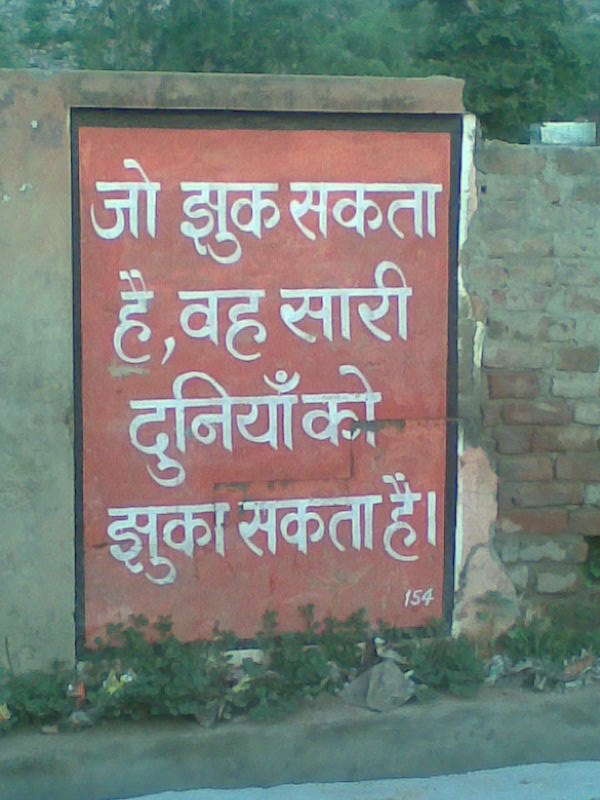 जो झुक सकता
है, वह सारी
दुनियाँ को
झुका सकता है।
154